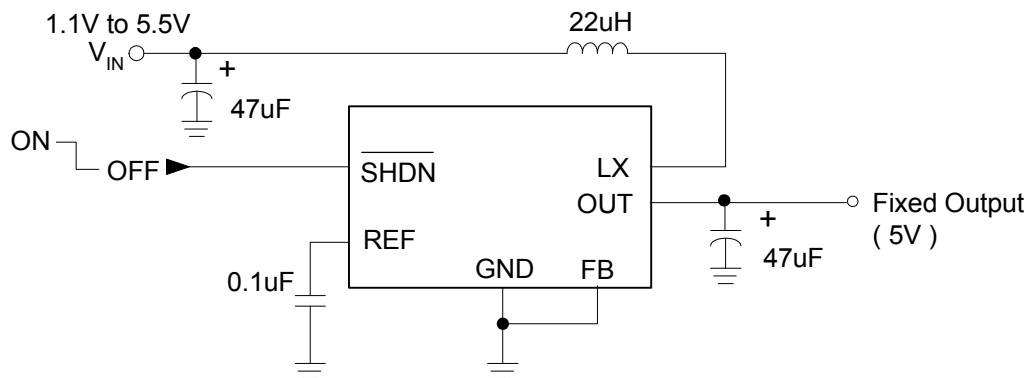 1.1V to 5.5V
22uH
VIN
+
47uF
ON
OFF
SHDN
LX
OUT
Fixed Output
( 5V )
+
47uF
REF
0.1uF
GND
FB